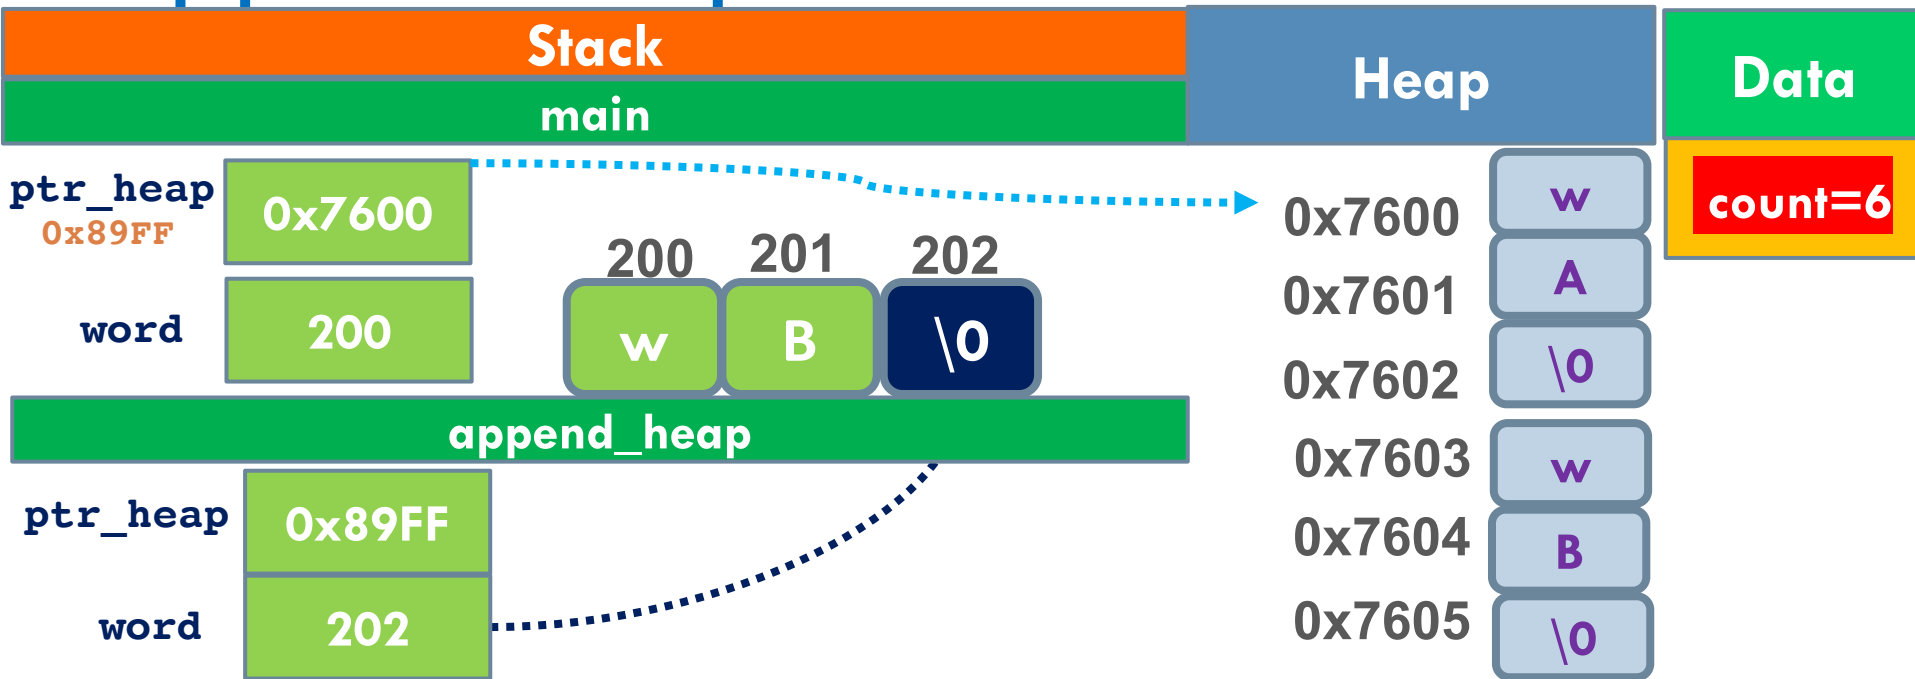 Stack
Heap
Data
main
ptr_heap
0x89FF
0x7600
word
200
200 201 202
w B \0
0x7600 w
0x7601 A
0x7602 \0
0x7603 w
0x7604 B
0x7605 \0
count=6
append_heap
ptr_heap
0x89FF
word
202